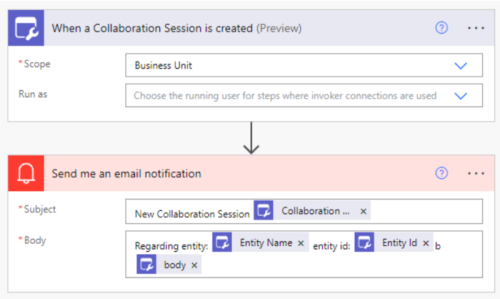 When a Collaboration Session is created (Preview)
* Scope
Business Unit
Run as
Choose the running user for steps where invoker connections are used
Send me an email notification
* Subject
New Collaboration Session Collaboration ... ×
* Body
Regarding entity: Entity Name × entity id: Entity Id × b
body ×